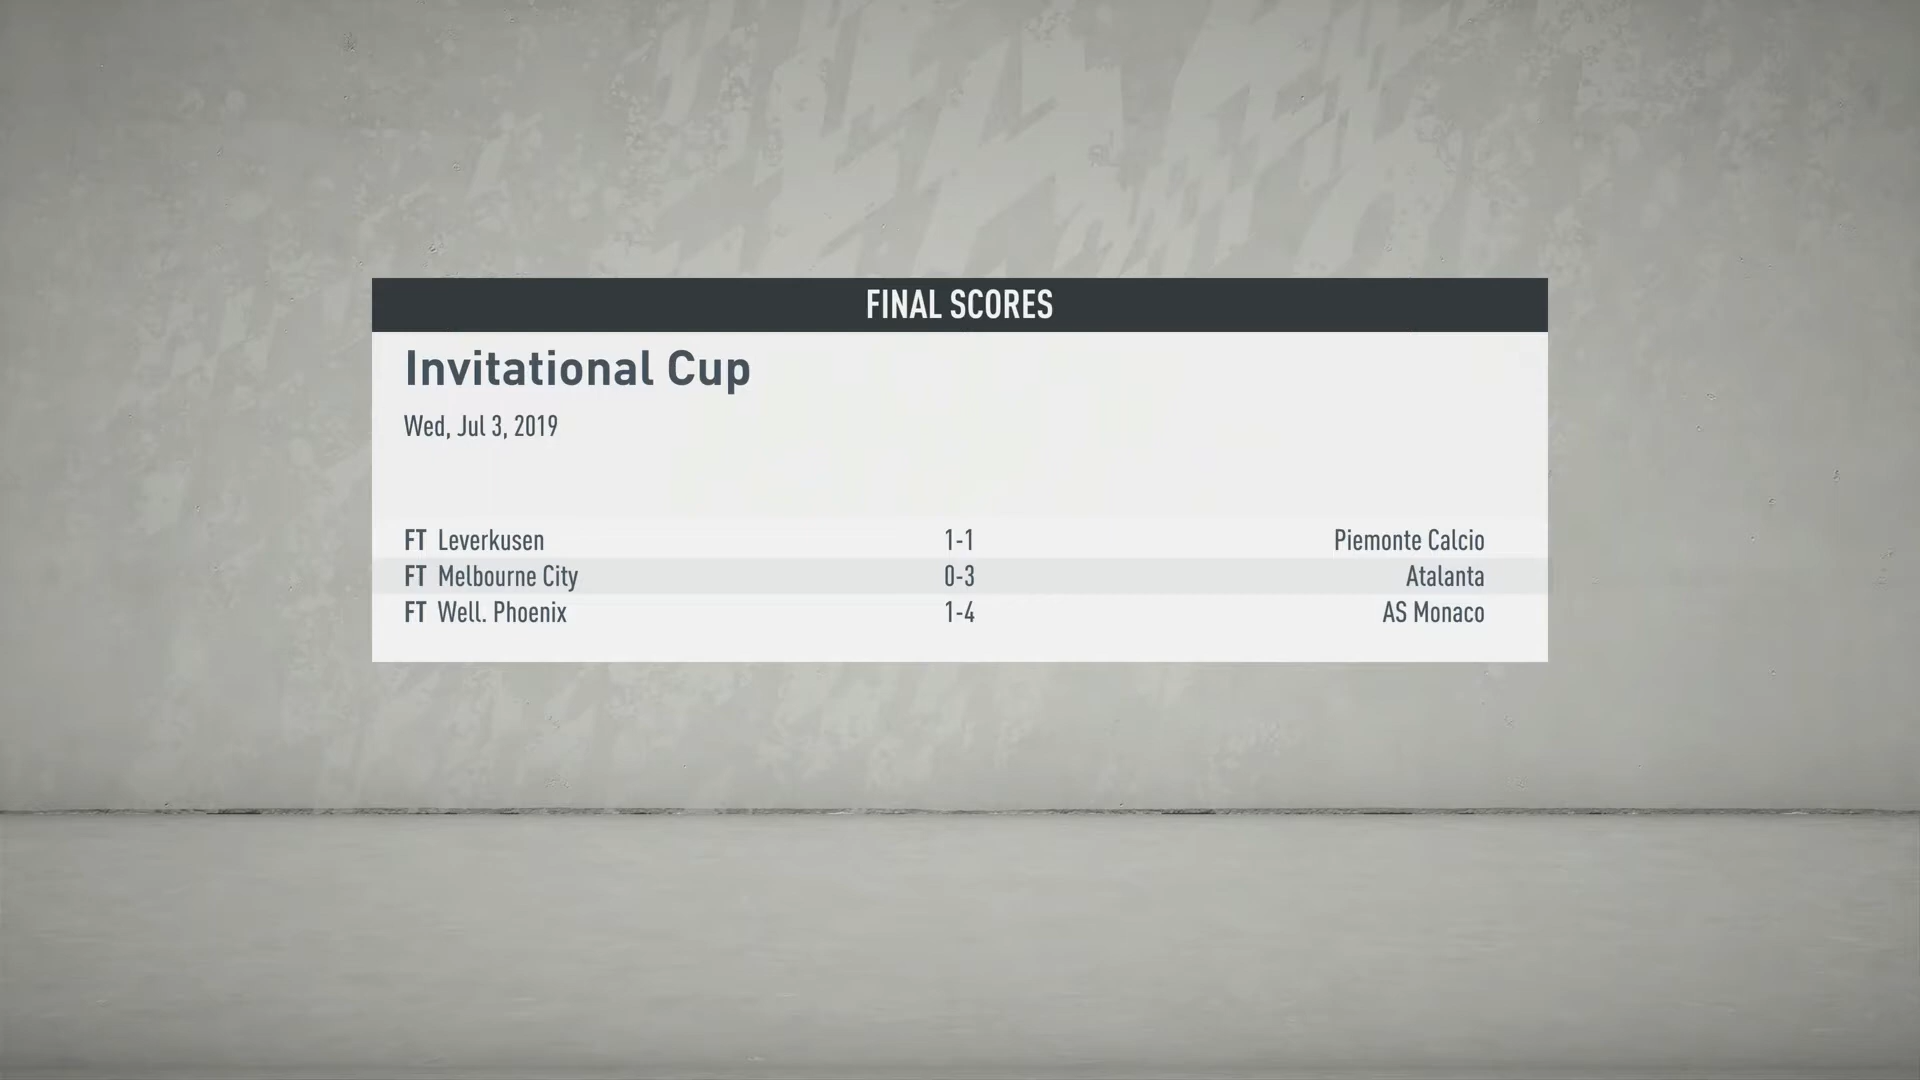 FINAL SCORES
Invitational Cup
Wed, Jul 3, 2019
FT Leverkusen 1-1 Piemonte Calcio
FT Melbourne City 0-3 Atalanta
FT Well. Phoenix 1-4 AS Monaco